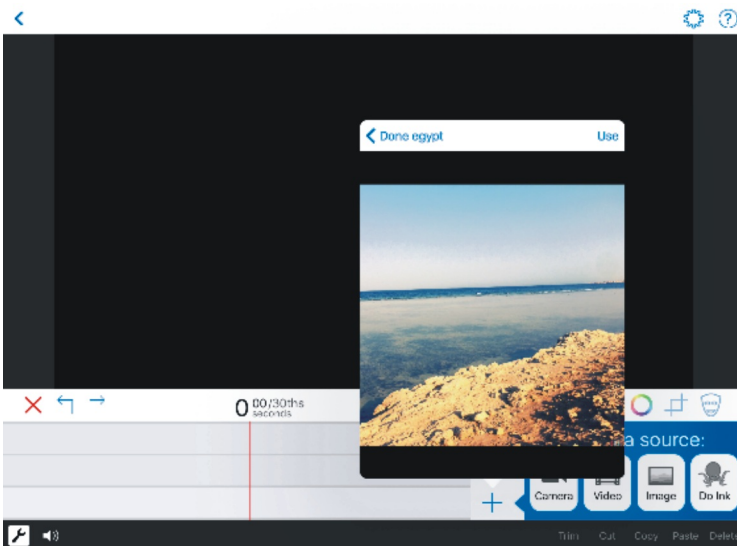 ?
Done egypt Use
0 00/30ths
seconds
a source:
Camera Video Image Do Ink
Trim Cut Copy Paste Delete